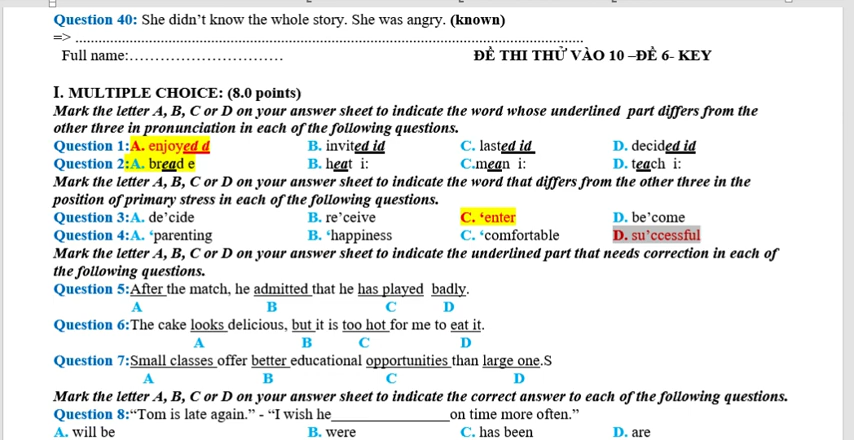 Question 40: She didn’t know the whole story. She was angry. (known)
=> ........................................................................................................................
Full name:…………………………… ĐỀ THI THỬ VÀO 10 –ĐỀ 6- KEY
I. MULTIPLE CHOICE: (8.0 points)
Mark the letter A, B, C or D on your answer sheet to indicate the word whose underlined part differs from the
other three in pronunciation in each of the following questions.
Question 1:A. enjoyed d B. invited id C. lasted id D. decided id
Question 2:A. bread e B. heat i: C.mean i: D. teach i:
Mark the letter A, B, C or D on your answer sheet to indicate the word that differs from the other three in the
position of primary stress in each of the following questions.
Question 3:A. de’cide B. re’ceive C. ‘enter D. be’come
Question 4:A. ‘parenting B. ‘happiness C. ‘comfortable D. su’ccessful
Mark the letter A, B, C or D on your answer sheet to indicate the underlined part that needs correction in each of
the following questions.
Question 5:After the match, he admitted that he has played badly.
A B C D
Question 6:The cake looks delicious, but it is too hot for me to eat it.
A B C D
Question 7:Small classes offer better educational opportunities than large one.S
A B C D
Mark the letter A, B, C or D on your answer sheet to indicate the correct answer to each of the following questions.
Question 8:“Tom is late again.” - “I wish he________________on time more often.”
A. will be B. were C. has been D. are